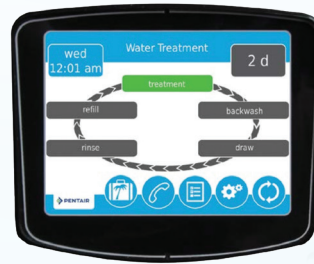 wed
12:01 am
Water Treatment
2 d
treatment
refill
backwash
rinse
draw
PENTAIR